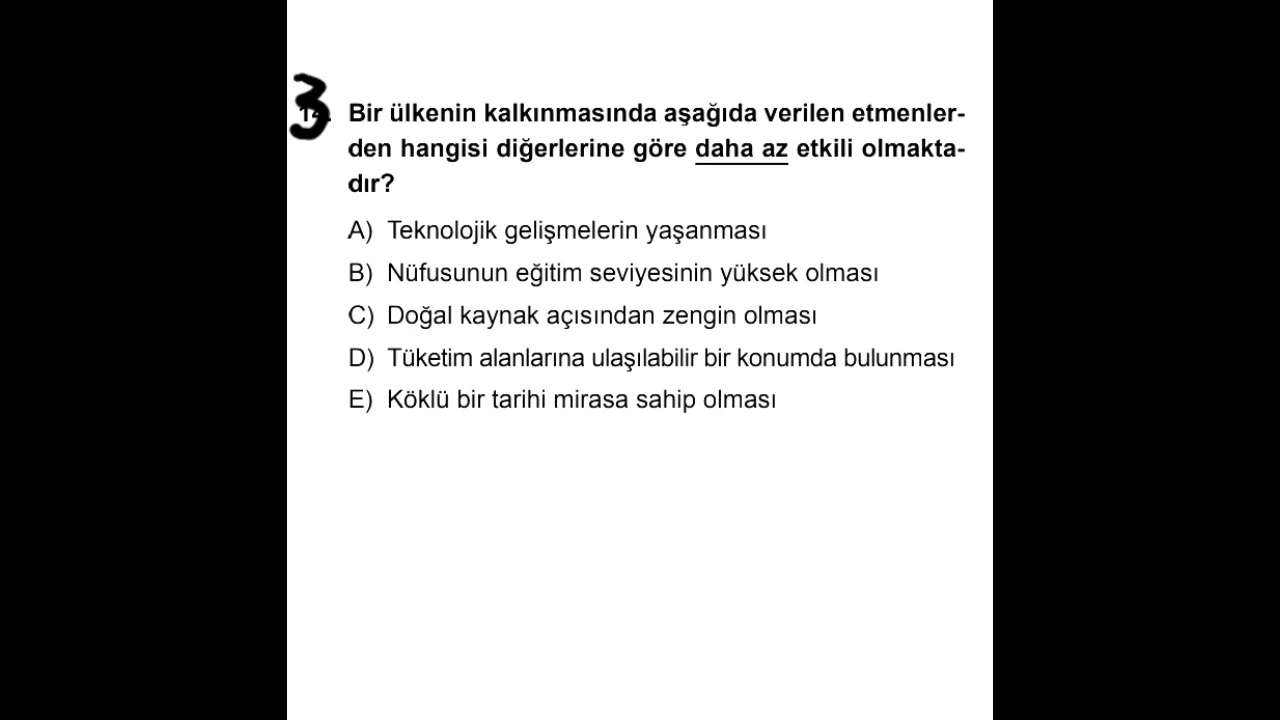 3
Bir ülkenin kalkınmasında aşağıda verilen etmenler-
den hangisi diğerlerine göre daha az etkili olmakta-
dır?
A) Teknolojik gelişmelerin yaşanması
B) Nüfusunun eğitim seviyesinin yüksek olması
C) Doğal kaynak açısından zengin olması
D) Tüketim alanlarına ulaşılabilir bir konumda bulunması
E) Köklü bir tarihi mirasa sahip olması